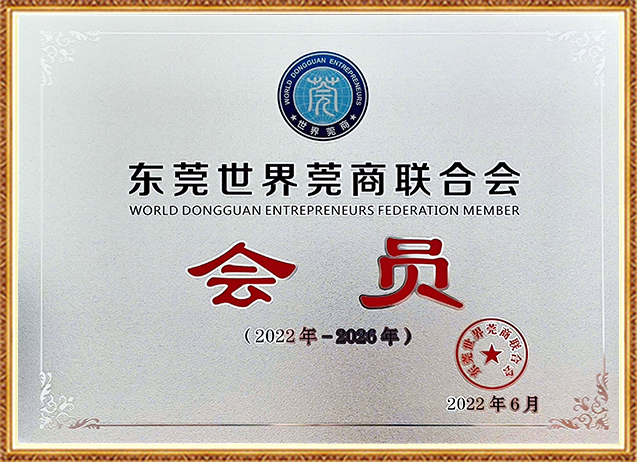 WORLD DONGGUAN ENTREPRENEURS
莞
★世界莞商★
东莞世界莞商联合会
WORLD DONGGUAN ENTREPRENEURS FEDERATION MEMBER
会 员
（2022年-2026年）
东莞世界莞商联合会
2022年6月